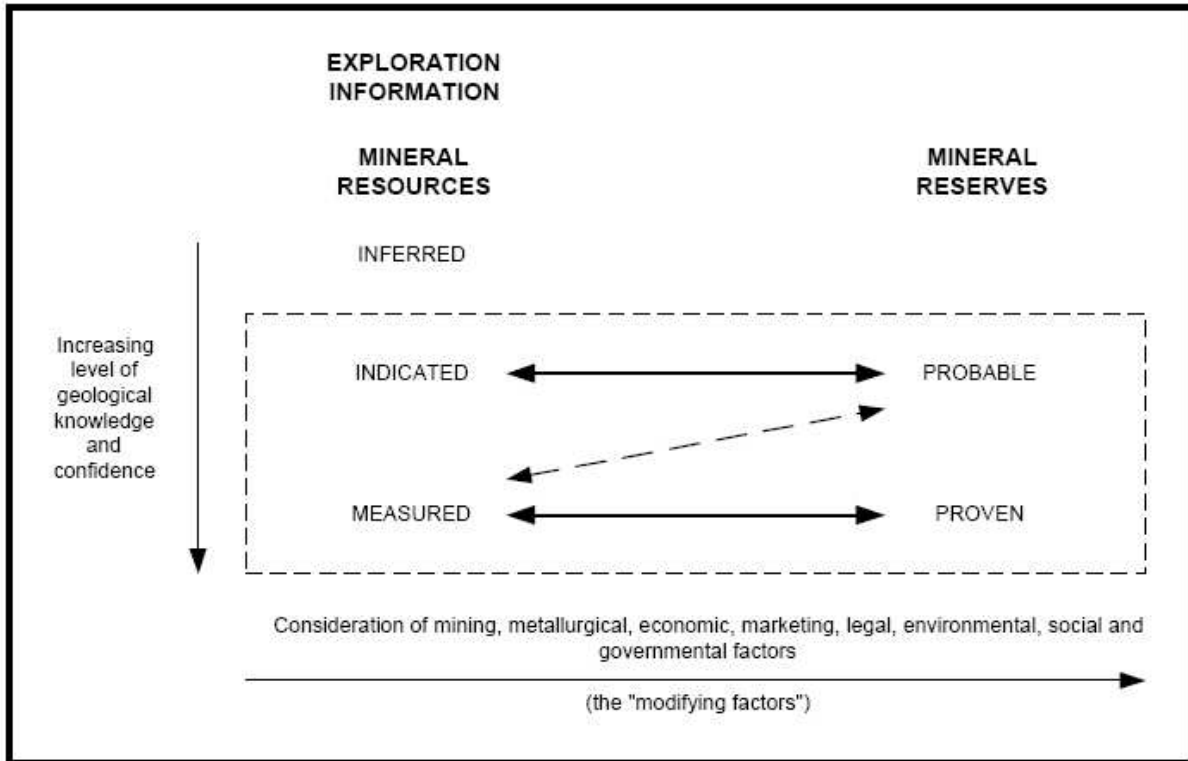 EXPLORATION
INFORMATION
MINERAL
RESOURCES
MINERAL
RESERVES
INFERRED
Increasing
level of
geological
knowledge
and
confidence
INDICATED
PROBABLE
MEASURED
PROVEN
Consideration of mining, metallurgical, economic, marketing, legal, environmental, social and
governmental factors
(the "modifying factors")